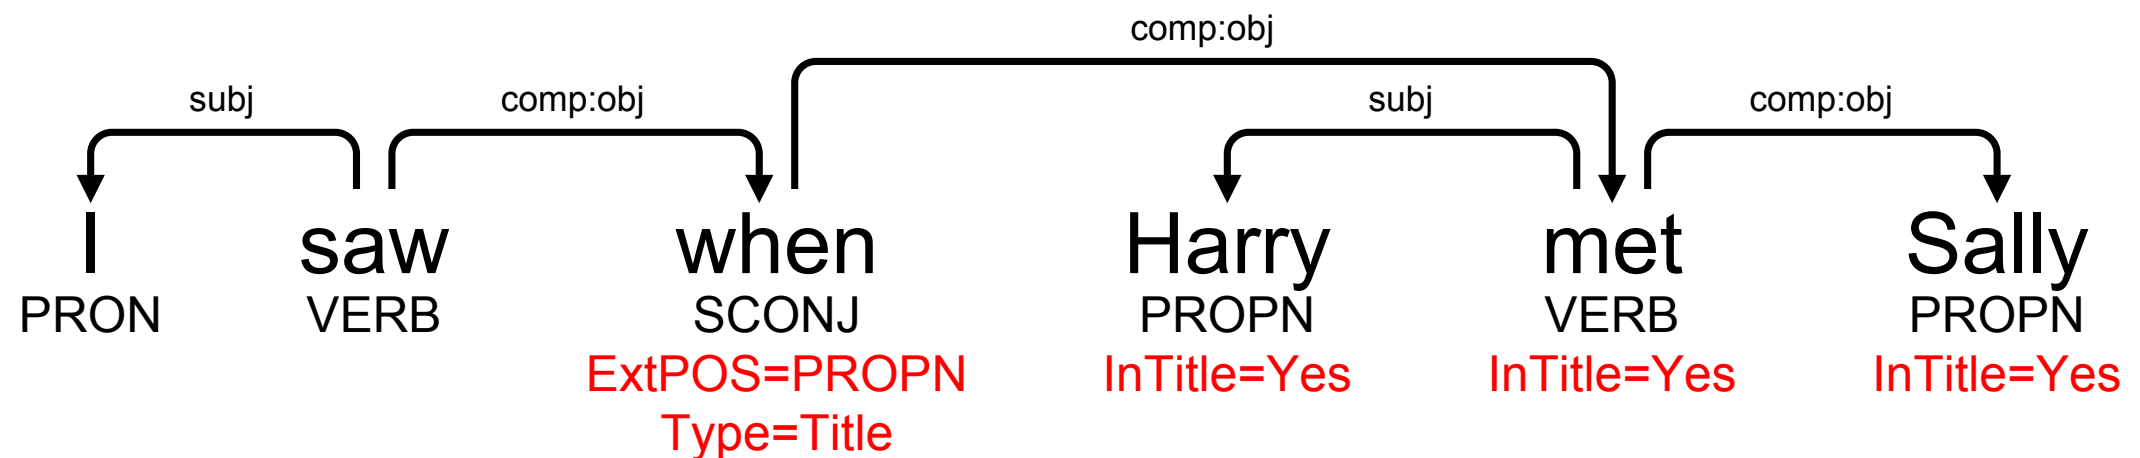 comp:obj
subj comp:obj subj comp:obj
I saw when Harry met Sally
PRON VERB SCONJ PROPN VERB PROPN
ExtPOS=PROPN InTitle=Yes InTitle=Yes InTitle=Yes
Type=Title